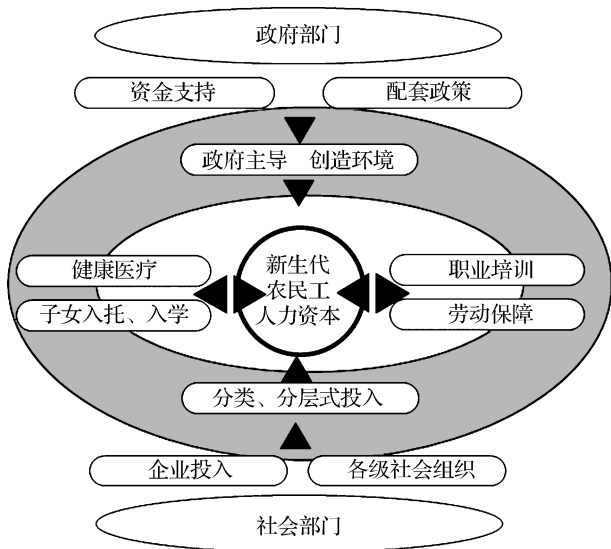 政府部门
资金支持 配套政策
政府主导 创造环境
健康医疗
子女入托、入学
新生代
农民工
人力资本
职业培训
劳动保障
分类、分层式投入
企业投入 各级社会组织
社会部门